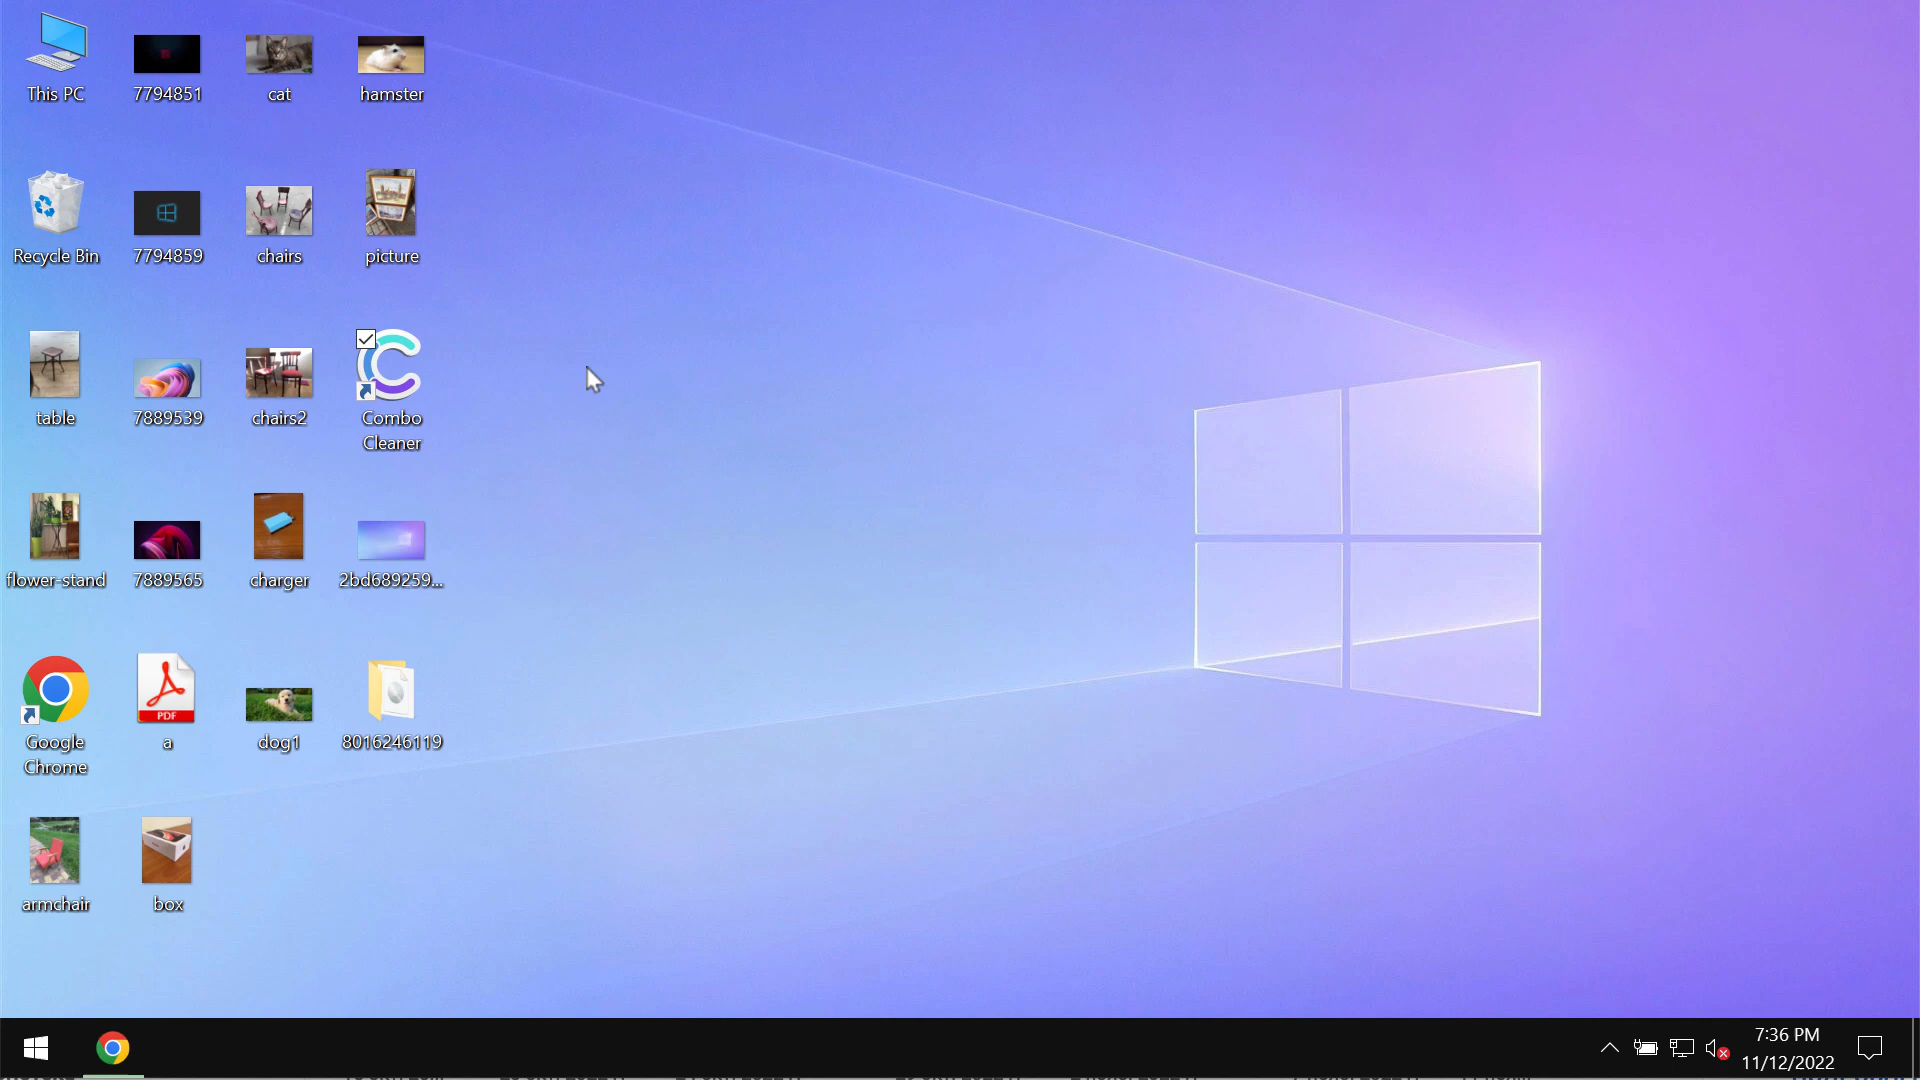 This PC
7794851
cat
hamster
Recycle Bin
7794859
chairs
picture
table
7889539
chairs2
Combo
Cleaner
flower-stand
7889565
charger
2bd689259...
Google
Chrome
PDF
a
dog1
8016246119
armchair
box
7:36 PM
11/12/2022